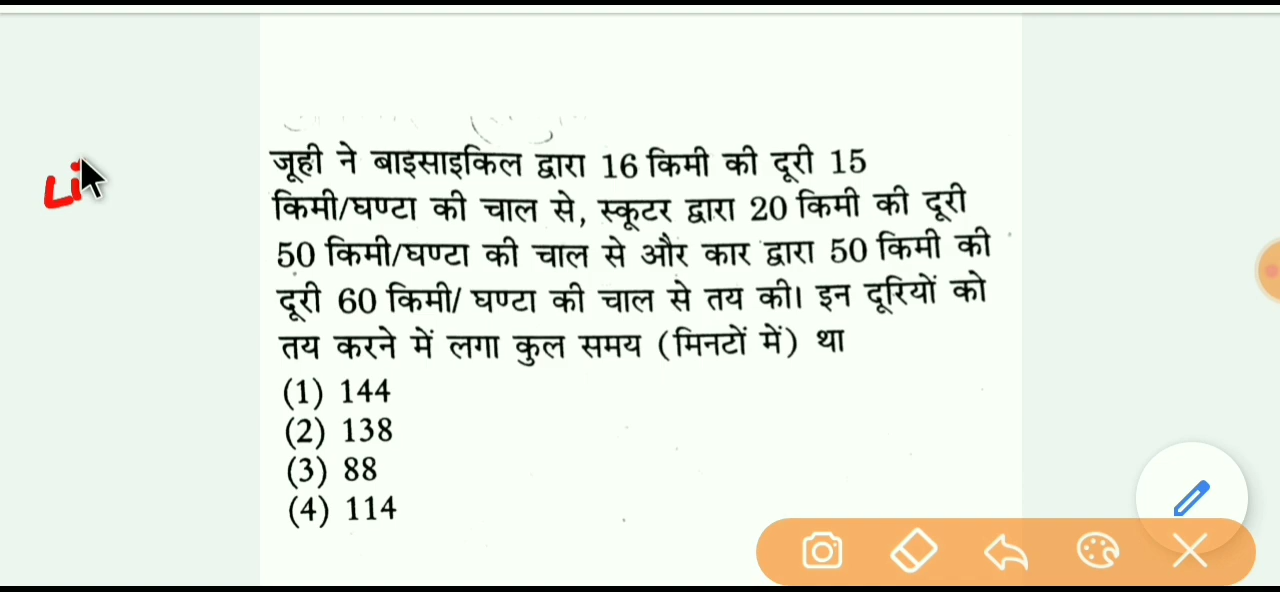 Li
जूही ने बाइसाइकिल द्वारा 16 किमी की दूरी 15
किमी/घण्टा की चाल से, स्कूटर द्वारा 20 किमी की दूरी
50 किमी/घण्टा की चाल से और कार द्वारा 50 किमी की
दूरी 60 किमी/ घण्टा की चाल से तय की। इन दूरियों को
तय करने में लगा कुल समय (मिनटों में) था
(1) 144
(2) 138
(3) 88
(4) 114